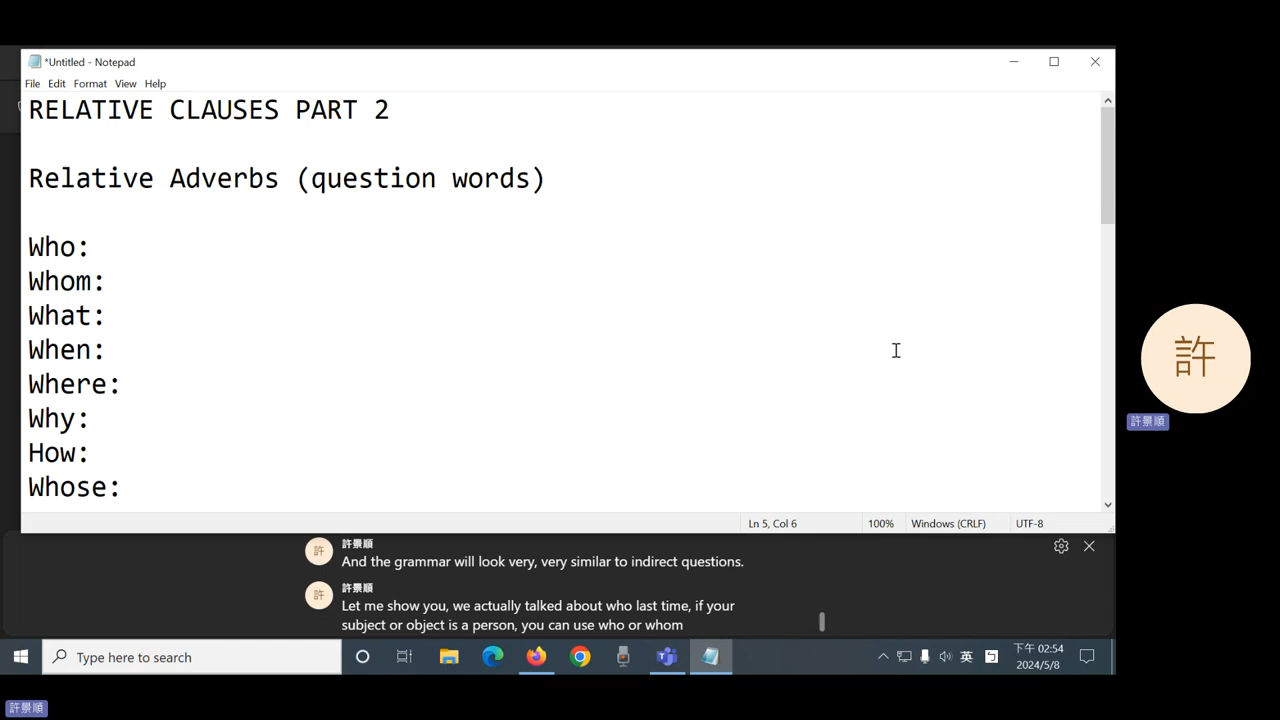 *Untitled - Notepad
File Edit Format View Help
RELATIVE CLAUSES PART 2
Relative Adverbs (question words)
Who:
Whom:
What:
When:
Where:
Why:
How:
Whose:
許
許景順
Ln 5, Col 6 100% Windows (CRLF) UTF-8
許
許景順
And the grammar will look very, very similar to indirect questions.
許
許景順
Let me show you, we actually talked about who last time, if your
subject or object is a person, you can use who or whom
Type here to search
英
下午 02:54
2024/5/8
許景順